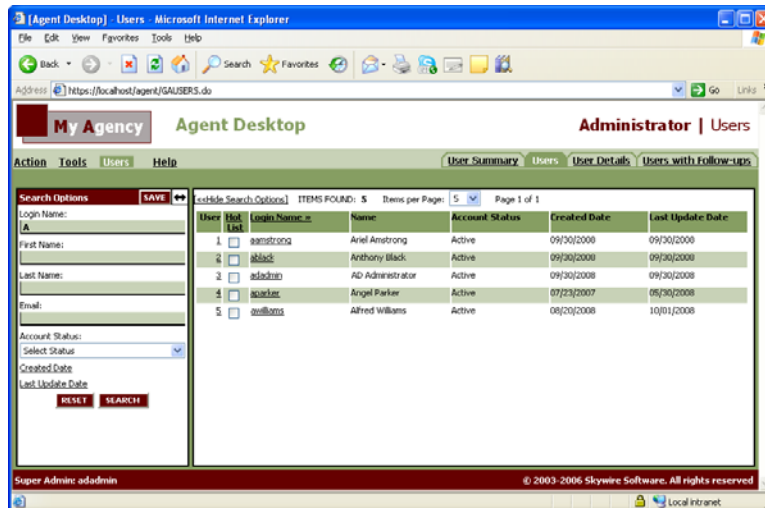 [Agent Desktop] - Users - Microsoft Internet Explorer
File Edit View Favorites Tools Help
Back Search Favorites
Address https://localhost/agent/GAUSERS.do Go Links
My Agency Agent Desktop Administrator | Users
Action Tools Users Help User Summary Users User Details Users with Follow-ups
Search Options SAVE [<<Hide Search Options] ITEMS FOUND: 5 Items per Page: 5 Page 1 of 1
Login Name:
A
First Name:
Last Name:
Email:
Account Status:
Select Status
Created Date
Last Update Date
RESET SEARCH
User Hot List Login Name = Name Account Status Created Date Last Update Date
1 aamstrong Ariel Amstrong Active 09/30/2008 09/30/2008
2 ablack Anthony Black Active 09/30/2008 09/30/2008
3 adadmin AD Administrator Active 09/30/2008 09/30/2008
4 aparker Angel Parker Active 07/23/2007 05/30/2008
5 awilliams Alfred Williams Active 08/20/2008 10/01/2008
Super Admin: adadmin © 2003-2006 Skywire Software. All rights reserved
Local intranet